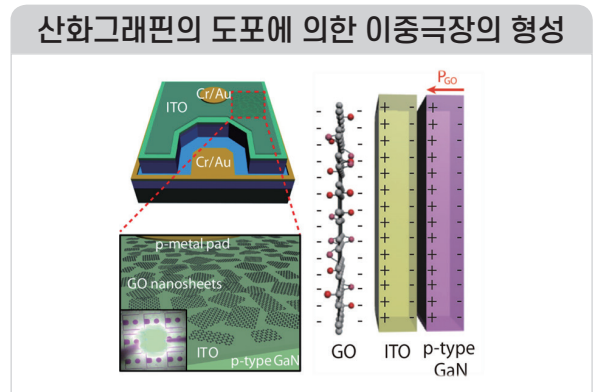 산화그래핀의 도포에 의한 이중극장의 형성
Cr/Au
ITO
Cr/Au
p-metal pad
GO nanosheets
ITO
p-type GaN
P_GO
GO ITO p-type
GaN